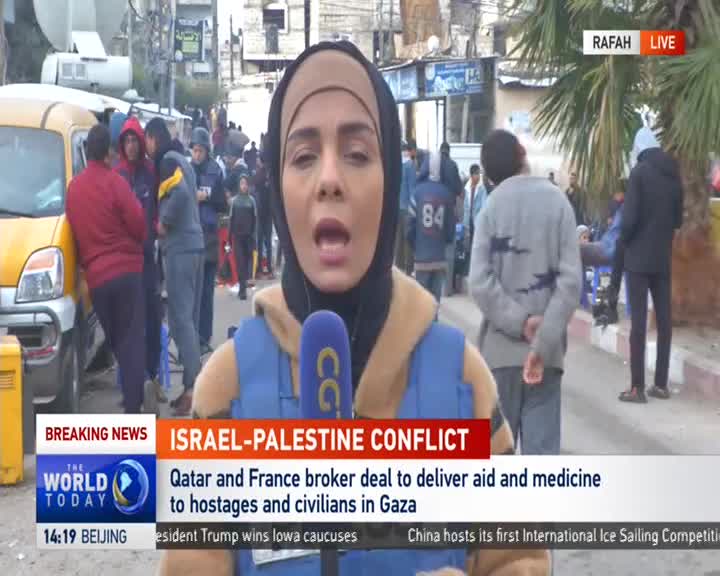 RAFAH LIVE
84
CG
BREAKING NEWS
ISRAEL-PALESTINE CONFLICT
THE WORLD TODAY
Qatar and France broker deal to deliver aid and medicine
to hostages and civilians in Gaza
14:19 BEIJING
esident Trump wins Iowa caucuses China hosts its first International Ice Sailing Competiti